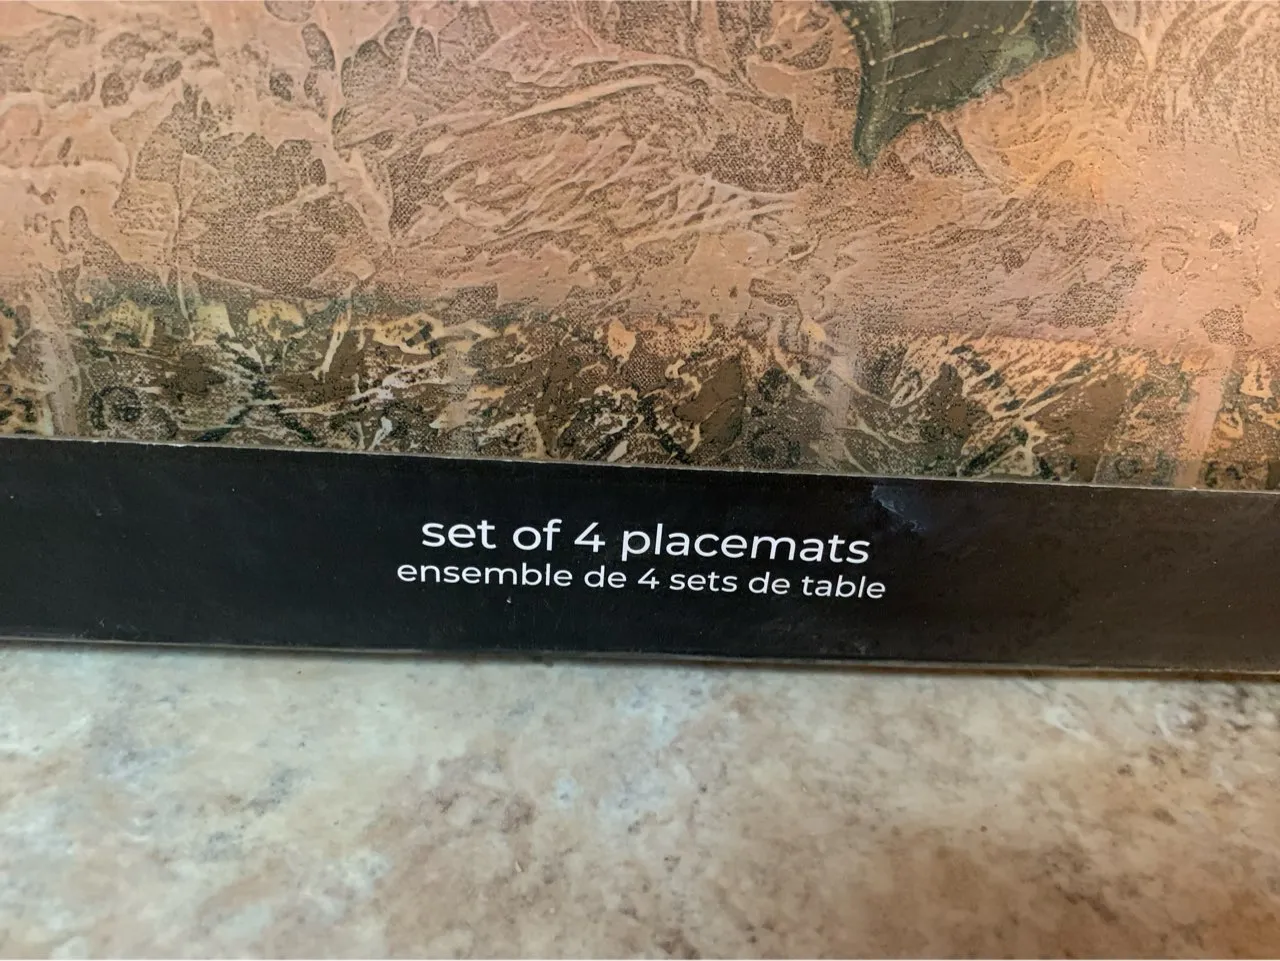 set of 4 placemats
ensemble de 4 sets de table